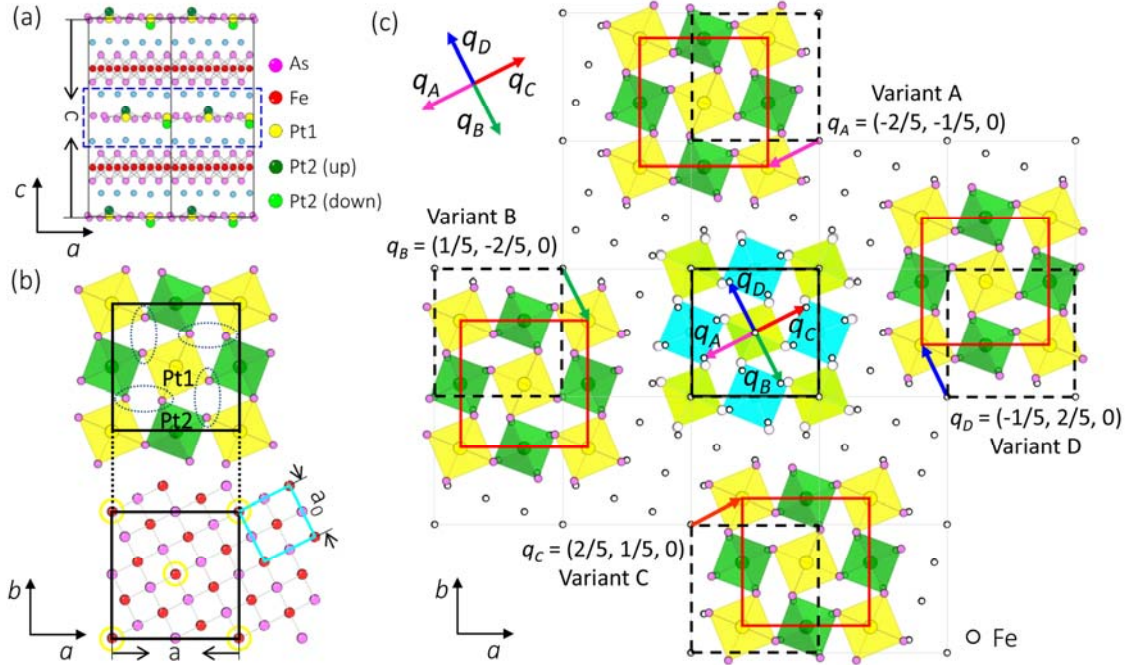 (a)
c
c
a
As
Fe
Pt1
Pt2 (up)
Pt2 (down)
(b)
Pt1
Pt2
a₀
b
a
a
(c)
qD
qA
qC
qB
Variant A
qA = (-2/5, -1/5, 0)
Variant B
qB = (1/5, -2/5, 0)
qD
qA
qC
qB
qD = (-1/5, 2/5, 0)
Variant D
qC = (2/5, 1/5, 0)
Variant C
b
a
Fe